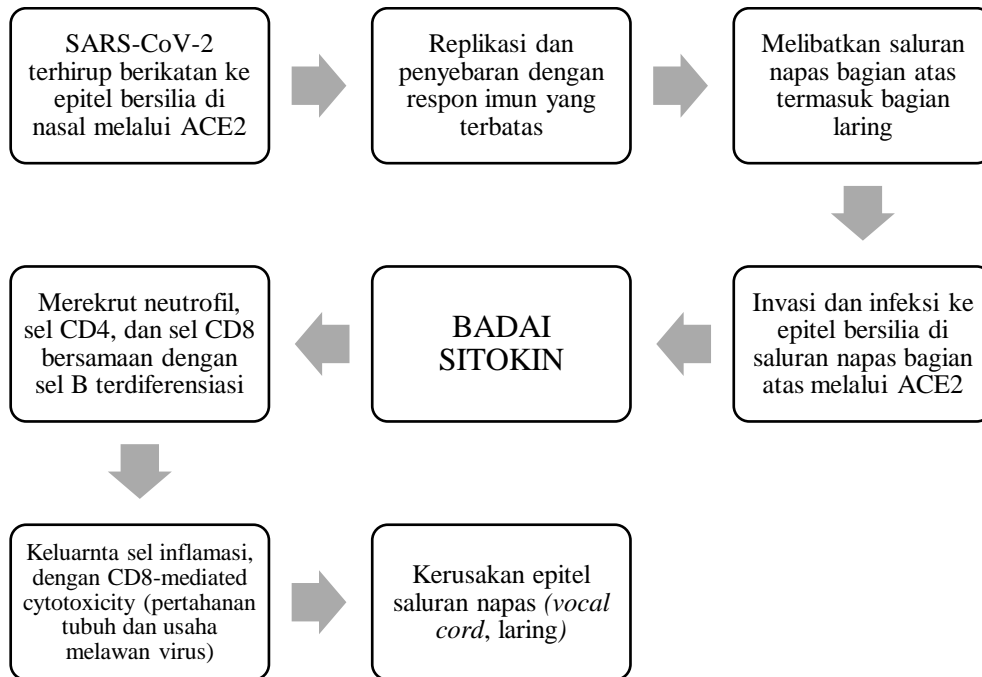 SARS-CoV-2
terhirup berikatan ke
epitel bersilia di
nasal melalui ACE2
Replikasi dan
penyebaran dengan
respon imun yang
terbatas
Melibatkan saluran
napas bagian atas
termasuk bagian
laring
Invasi dan infeksi ke
epitel bersilia di
saluran napas bagian
atas melalui ACE2
BADAI
SITOKIN
Merekrut neutrofil,
sel CD4, dan sel CD8
bersamaan dengan
sel B terdiferensiasi
Keluarnta sel inflamasi,
dengan CD8-mediated
cytotoxicity (pertahanan
tubuh dan usaha
melawan virus)
Kerusakan epitel
saluran napas (vocal
cord, laring)